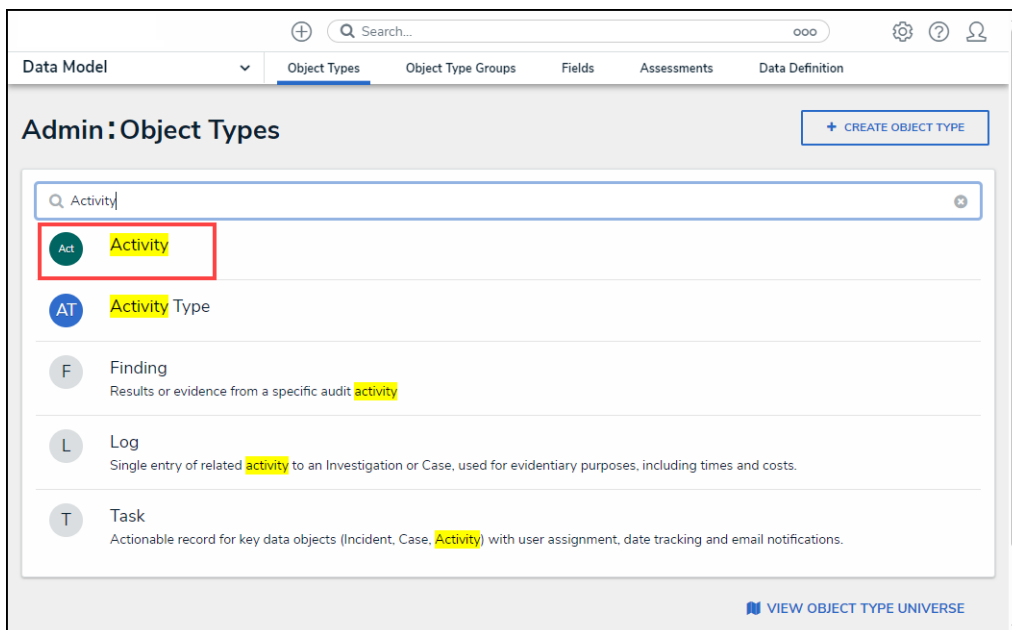 Search...
ooo
Data Model
Object Types
Object Type Groups
Fields
Assessments
Data Definition
Admin:Object Types
+ CREATE OBJECT TYPE
Activity
Act
Activity
AT
Activity Type
F
Finding
Results or evidence from a specific audit activity
L
Log
Single entry of related activity to an Investigation or Case, used for evidentiary purposes, including times and costs.
T
Task
Actionable record for key data objects (Incident, Case, Activity) with user assignment, date tracking and email notifications.
VIEW OBJECT TYPE UNIVERSE